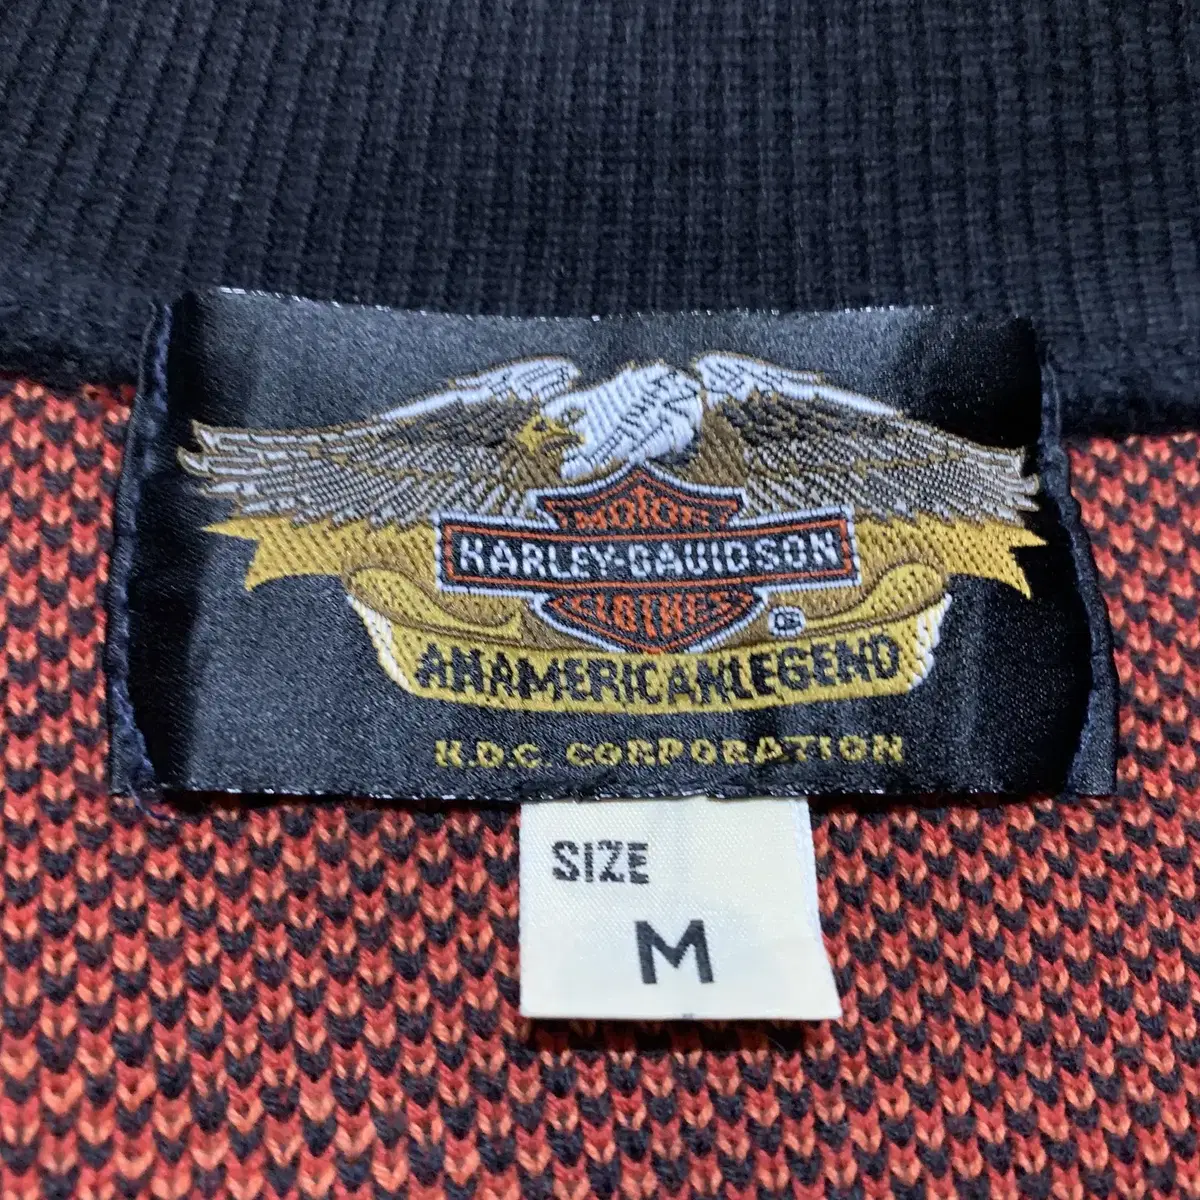 MOTOR
HARLEY-DAVIDSON
CLOTHES
®
AN AMERICAN LEGEND
H.D.C. CORPORATION
SIZE
M